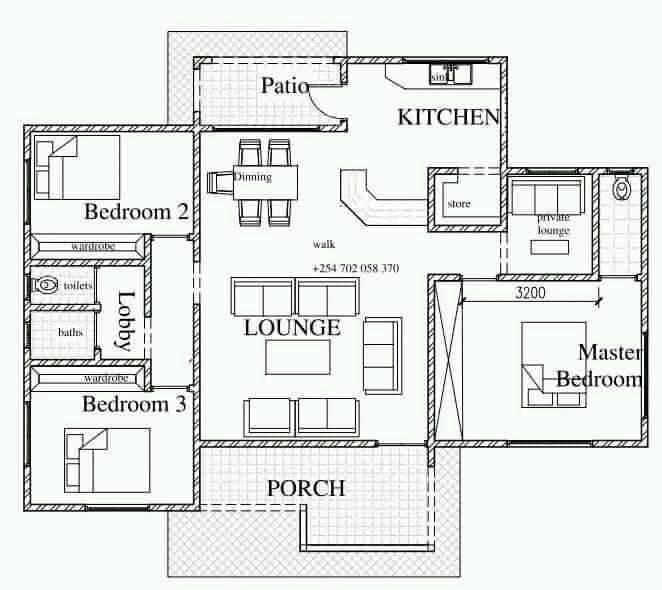 Patio
sink
KITCHEN
Dinning
Bedroom 2
store
private
lounge
wardrobe
walk
+254 702 058 370
toilets
Lobby
3200
baths
LOUNGE
Master
Bedroom
wardrobe
Bedroom 3
PORCH